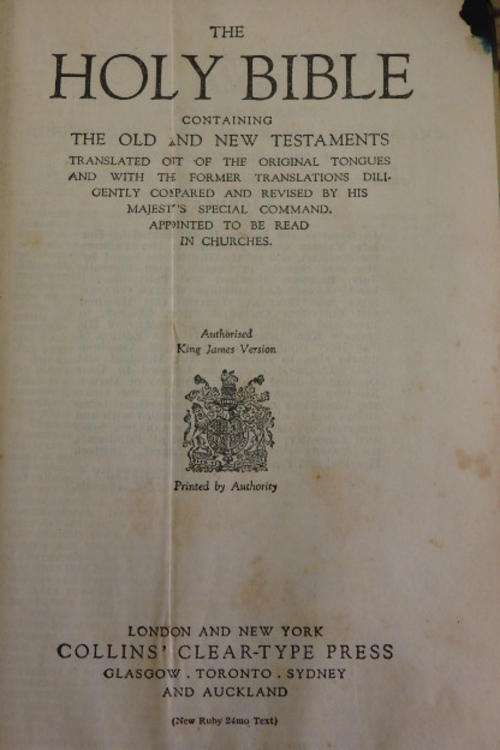 THE
HOLY BIBLE
CONTAINING
THE OLD AND NEW TESTAMENTS
TRANSLATED OUT OF THE ORIGINAL TONGUES
AND WITH THE FORMER TRANSLATIONS DILI-
GENTLY COMPARED AND REVISED BY HIS
MAJESTY'S SPECIAL COMMAND.
APPOINTED TO BE READ
IN CHURCHES.
Authorised
King James Version
Printed by Authority
LONDON AND NEW YORK
COLLINS' CLEAR-TYPE PRESS
GLASGOW . TORONTO . SYDNEY
AND AUCKLAND
(New Ruby 24mo Text)